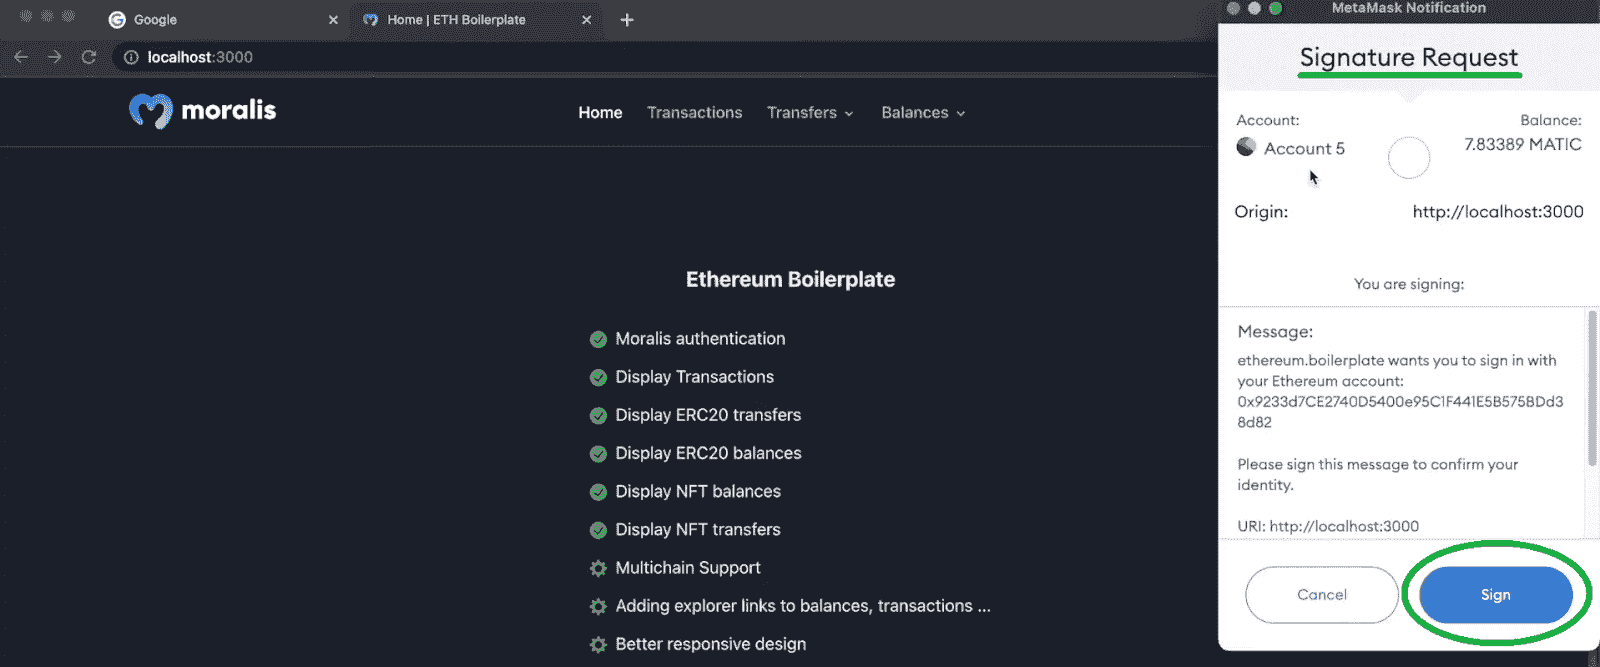 Google
Home | ETH Boilerplate
localhost:3000
moralis
Home
Transactions
Transfers
Balances
Ethereum Boilerplate
Moralis authentication
Display Transactions
Display ERC20 transfers
Display ERC20 balances
Display NFT balances
Display NFT transfers
Multichain Support
Adding explorer links to balances, transactions ...
Better responsive design
MetaMask Notification
Signature Request
Account:
Balance:
Account 5
7.83389 MATIC
Origin:
http://localhost:3000
You are signing:
Message:
ethereum.boilerplate wants you to sign in with
your Ethereum account:
0x9233d7CE2740D5400e95C1F441E5B5758Dd3
8d82
Please sign this message to confirm your
identity.
URI: http://localhost:3000
Cancel
Sign